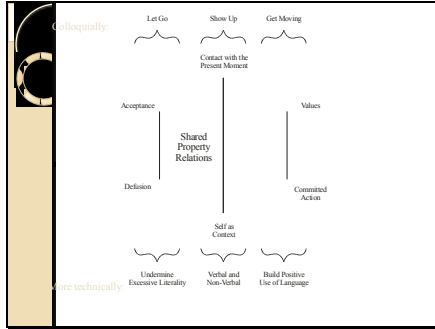 Colloquially:
Let Go
Show Up
Get Moving
Contact with the
Present Moment
Acceptance
Values
Shared
Property
Relations
Defusion
Committed
Action
Self as
Context
More technically:
Undermine
Excessive Literality
Verbal and
Non-Verbal
Build Positive
Use of Language